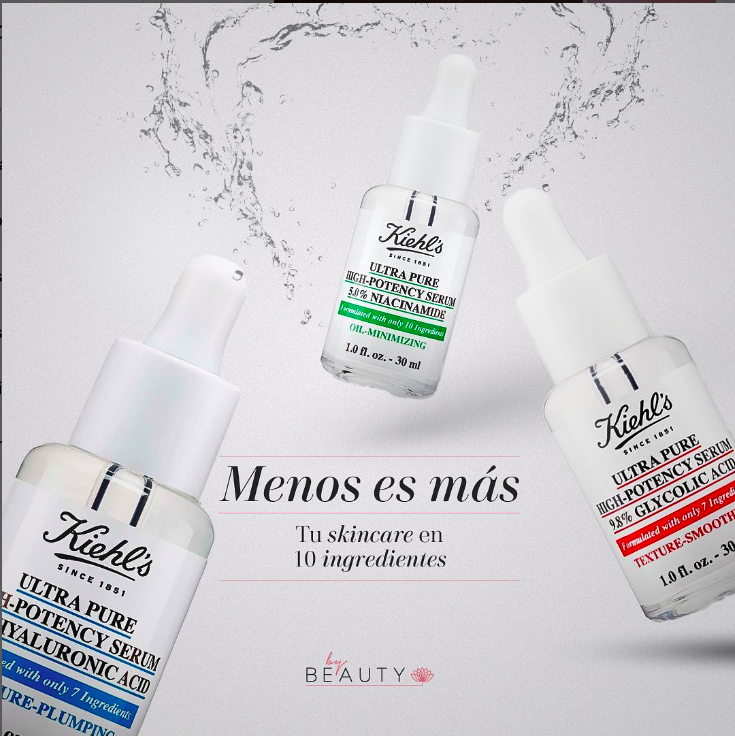 Kiehl's
SINCE 1851
ULTRA PURE
HIGH-POTENCY SERUM
5.0% NIACINAMIDE
Formulated with only 10 Ingredients
OIL-MINIMIZING
1.0 fl. oz. - 30 ml
Kiehl's
SINCE 1851
ULTRA PURE
HIGH-POTENCY SERUM
9.8% GLYCOLIC ACID
Formulated with only 7 Ingredi
TEXTURE-SMOOTH
1.0 fl. oz. - 30
Menos es más
Tu skincare en
10 ingredientes
Kiehl's
SINCE 1851
ULTRA PURE
H-POTENCY SERUM
HYALURONIC ACID
ed with only 7 Ingredients
URE-PLUMPING
by
BEAUTY